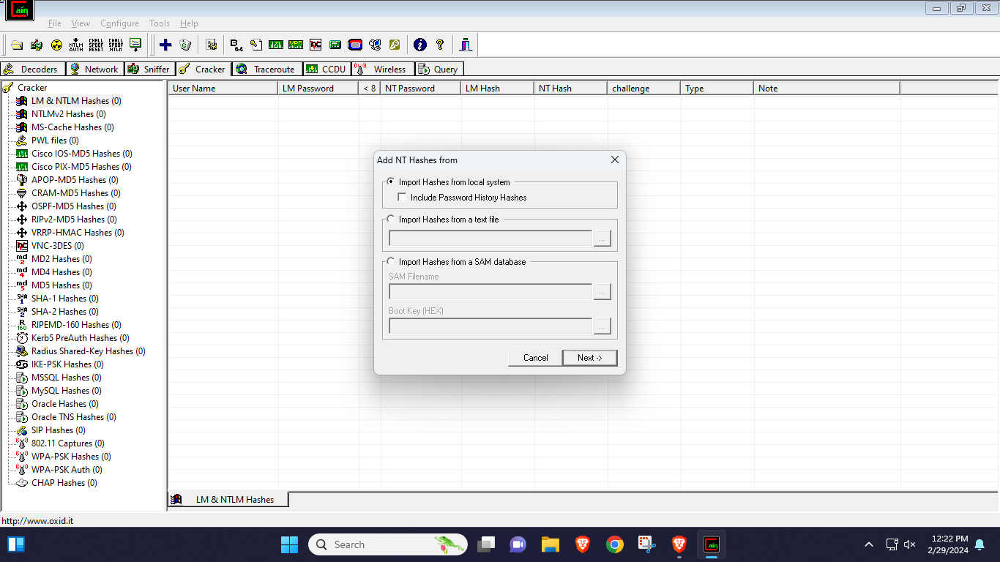 Cain
File View Configure Tools Help
NTLM AUTH CHALL SPOOF RESET CHALL SPOOF NTLM B64 VPN
Decoders Network Sniffer Cracker Traceroute CCDU Wireless Query
Cracker
LM & NTLM Hashes (0)
NTLMv2 Hashes (0)
MS-Cache Hashes (0)
PWL files (0)
Cisco IOS-MD5 Hashes (0)
Cisco PIX-MD5 Hashes (0)
APOP-MD5 Hashes (0)
CRAM-MD5 Hashes (0)
OSPF-MD5 Hashes (0)
RIPv2-MD5 Hashes (0)
VRRP-HMAC Hashes (0)
VNC-3DES (0)
md2 MD2 Hashes (0)
md4 MD4 Hashes (0)
md5 MD5 Hashes (0)
SHA1 SHA-1 Hashes (0)
SHA2 SHA-2 Hashes (0)
R160 RIPEMD-160 Hashes (0)
Kerb5 PreAuth Hashes (0)
Radius Shared-Key Hashes (0)
IKE-PSK Hashes (0)
MSSQL Hashes (0)
MySQL Hashes (0)
Oracle Hashes (0)
Oracle TNS Hashes (0)
SIP Hashes (0)
802.11 Captures (0)
WPA-PSK Hashes (0)
WPA-PSK Auth (0)
CHAP Hashes (0)
User Name LM Password < 8 NT Password LM Hash NT Hash challenge Type Note
Add NT Hashes from
Import Hashes from local system
Include Password History Hashes
Import Hashes from a text file
...
Import Hashes from a SAM database
SAM Filename
...
Boot Key (HEX)
...
Cancel Next ->
LM & NTLM Hashes
http://www.oxid.it
Search
Cain
12:22 PM
2/29/2024